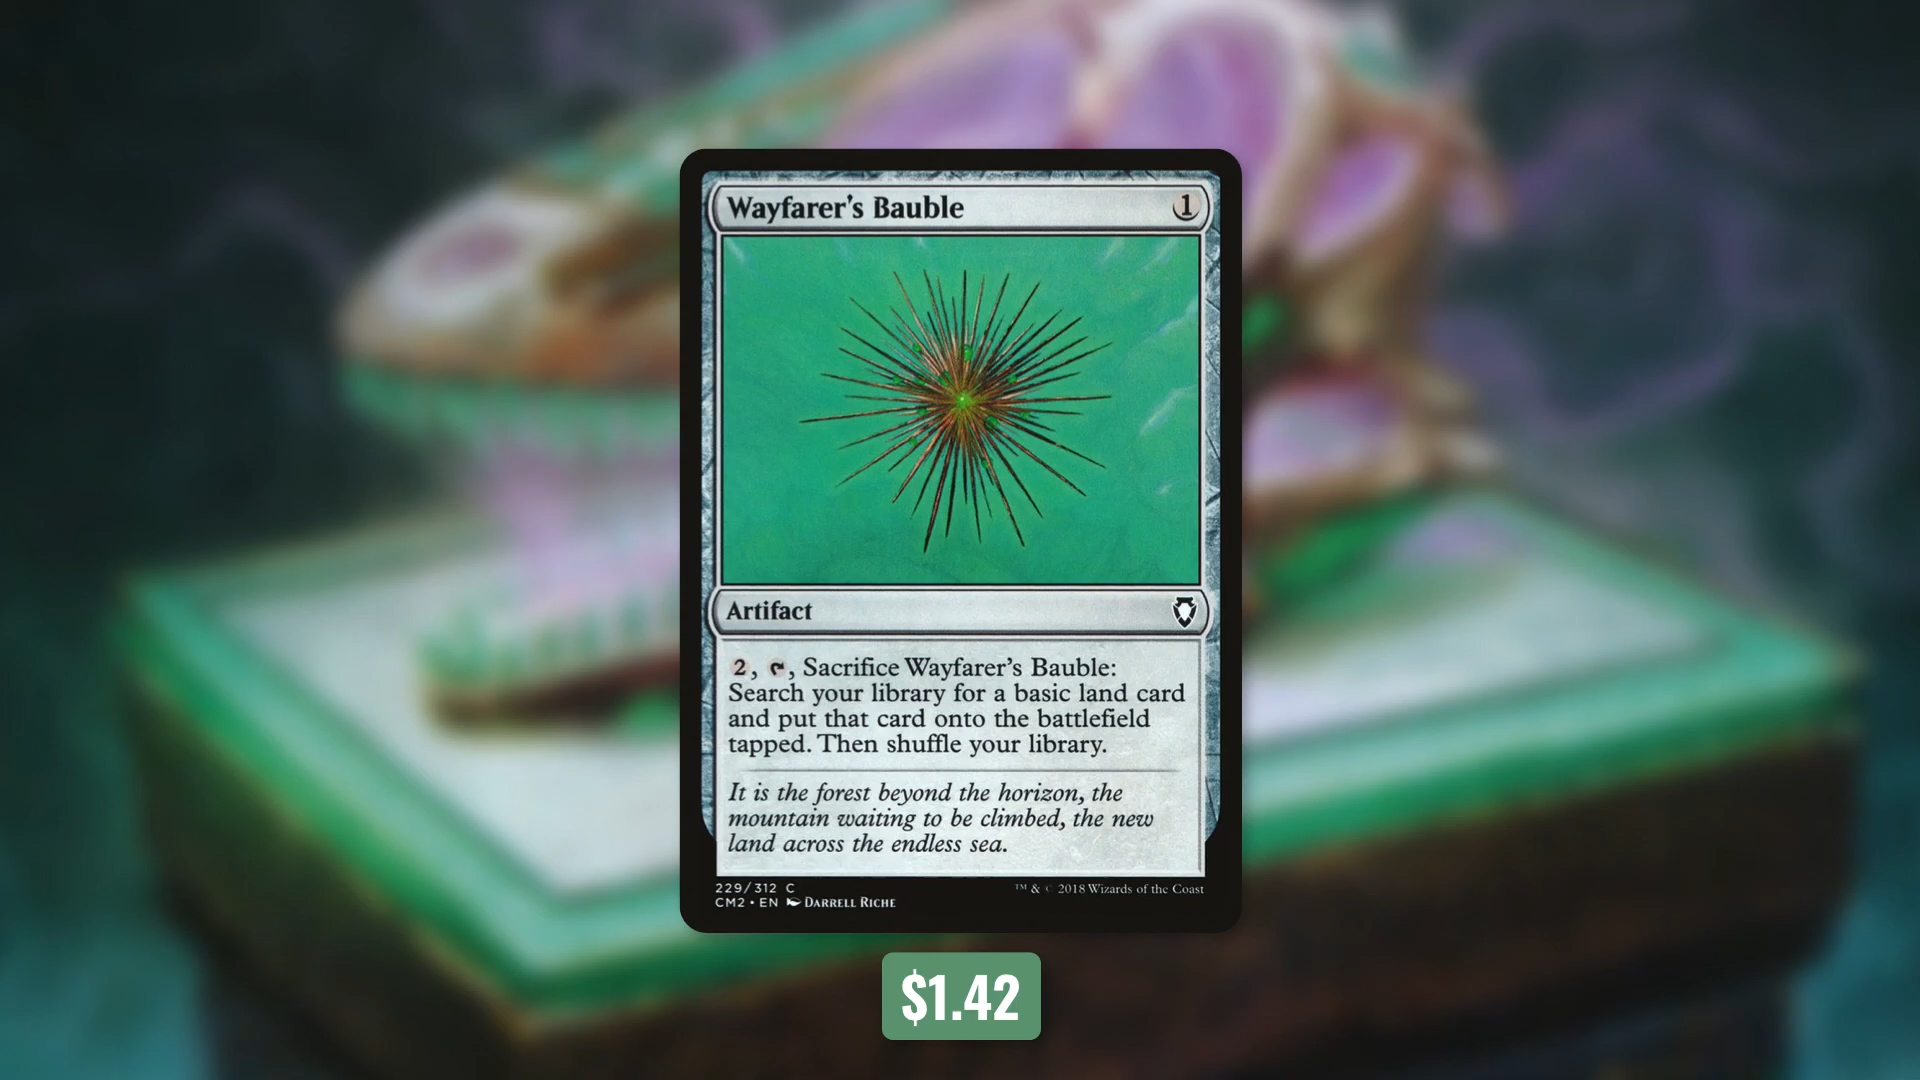 Wayfarer's Bauble 1
Artifact
2, , Sacrifice Wayfarer's Bauble:
Search your library for a basic land card
and put that card onto the battlefield
tapped. Then shuffle your library.
It is the forest beyond the horizon, the
mountain waiting to be climbed, the new
land across the endless sea.
229/312 C
™ & © 2018 Wizards of the Coast
CM2 • EN DARRELL RICHE
$1.42